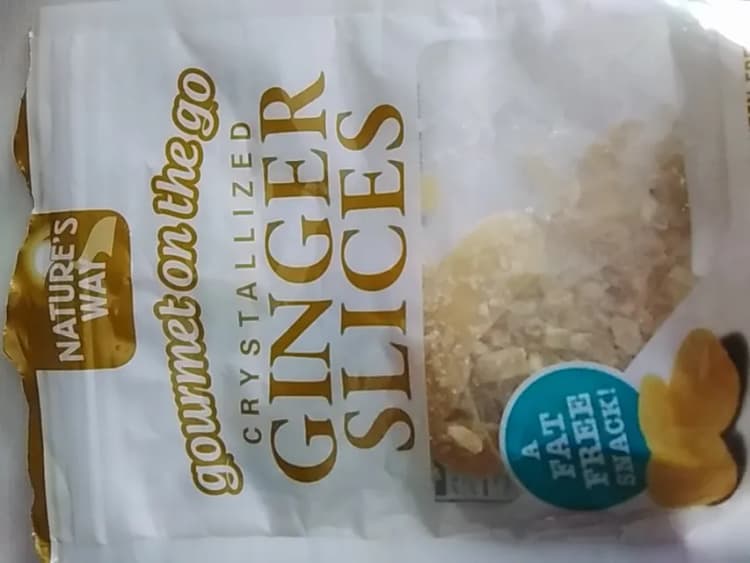 NATURE'S
WAY
gourmet on the go
CRYSTALLIZED
GINGER
SLICES
A
FAT
FREE
SNACK!